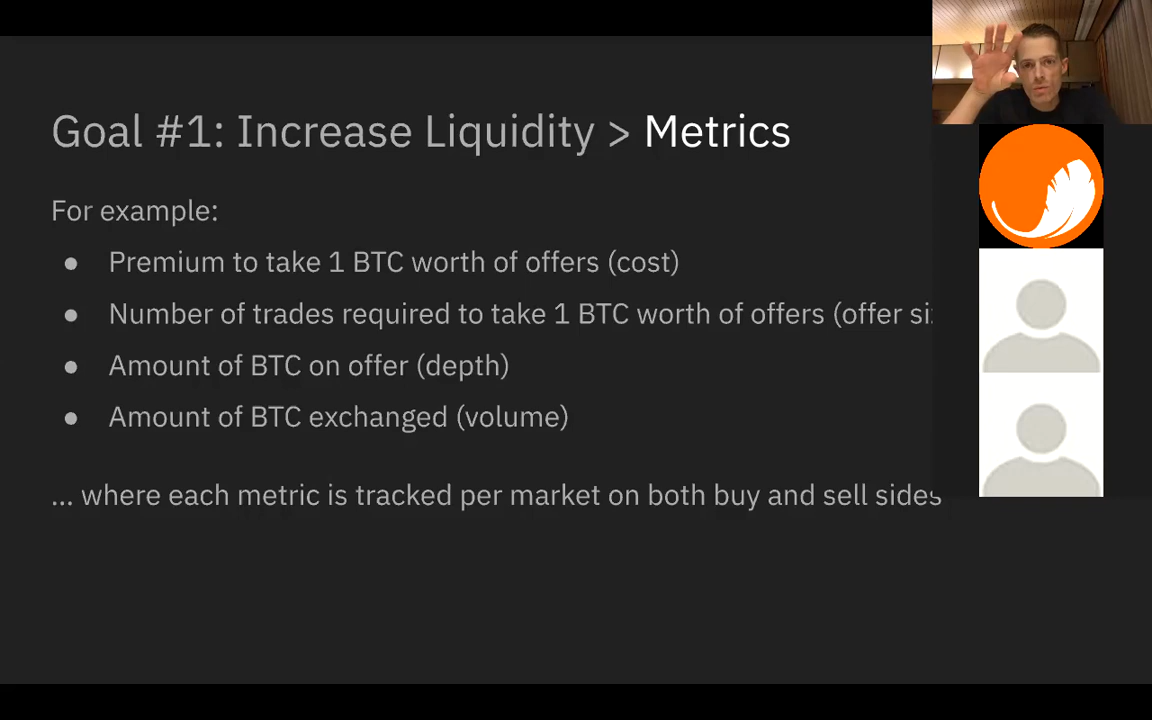 Goal #1: Increase Liquidity > Metrics
For example:
● Premium to take 1 BTC worth of offers (cost)
● Number of trades required to take 1 BTC worth of offers (offer
● Amount of BTC on offer (depth)
● Amount of BTC exchanged (volume)
... where each metric is tracked per market on both buy and sell sides